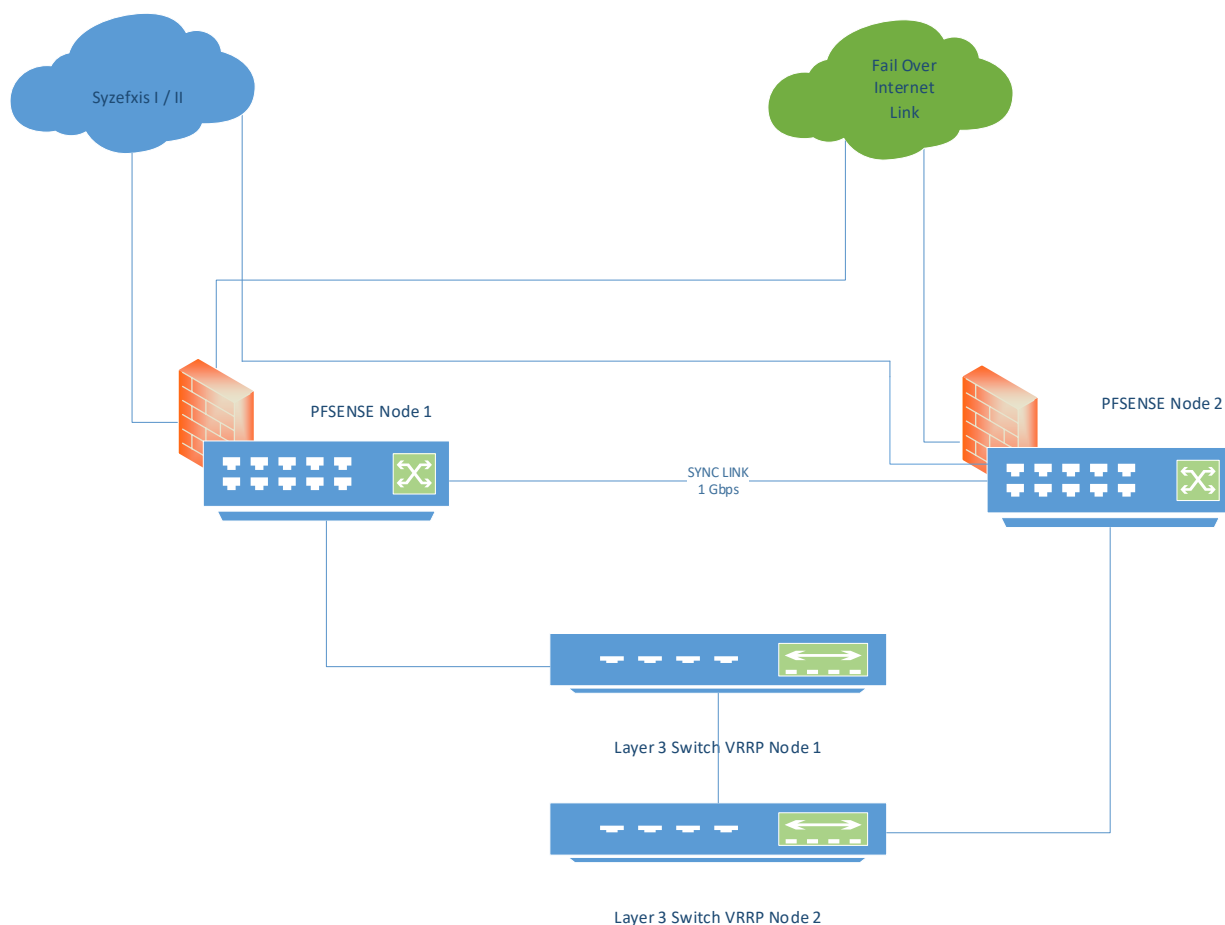 Syzefxis I / II
Fail Over
Internet
Link
PFSENSE Node 1
PFSENSE Node 2
SYNC LINK
1 Gbps
Layer 3 Switch VRRP Node 1
Layer 3 Switch VRRP Node 2